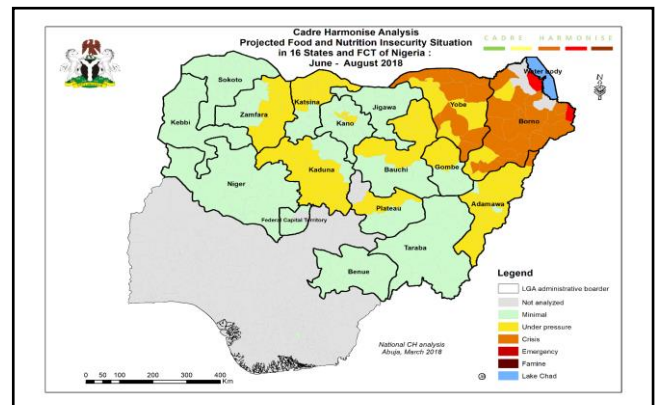 Cadre Harmonise Analysis
Projected Food and Nutrition Insecurity Situation
in 16 States and FCT of Nigeria :
June - August 2018
CADRE HARMONISE
Water body
N
Sokoto
Katsina
Zamfara
Kebbi
Kano
Jigawa
Yobe
Borno
Kaduna
Bauchi
Gombe
Niger
Adamawa
Plateau
Federal Capital Territory
Taraba
Benue
Legend
LGA administrative boarder
Not analyzed
Minimal
Under pressure
Crisis
Emergency
Famine
Lake Chad
National CH analysis
Abuja, March 2018
0 50 100 200 300 400
Km